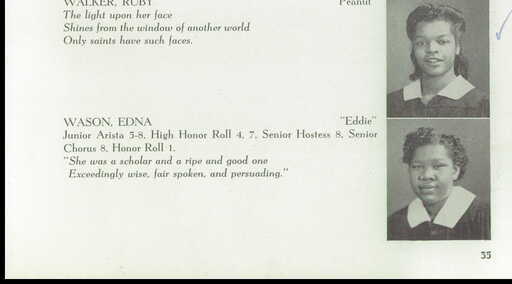 WALKER, RUBY Peanut
The light upon her face
Shines from the window of another world
Only saints have such faces.
WASON, EDNA "Eddie"
Junior Arista 5-8, High Honor Roll 4, 7, Senior Hostess 8, Senior
Chorus 8, Honor Roll 1.
"She was a scholar and a ripe and good one
Exceedingly wise, fair spoken, and persuading."
35